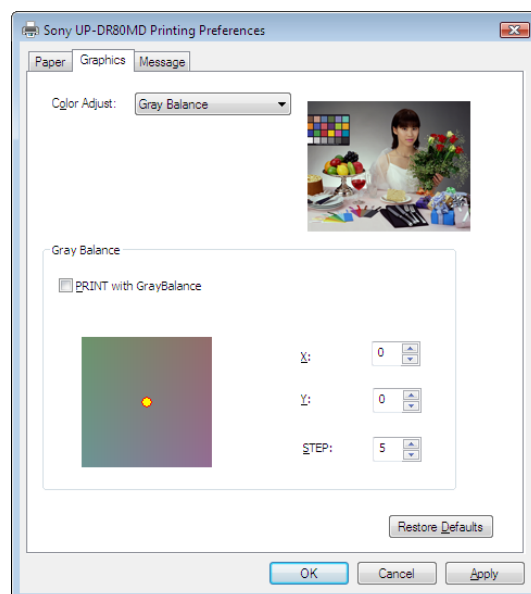 Sony UP-DR80MD Printing Preferences
Paper Graphics Message
Color Adjust: Gray Balance
Gray Balance
PRINT with GrayBalance
X: 0
Y: 0
STEP: 5
Restore Defaults
OK Cancel Apply